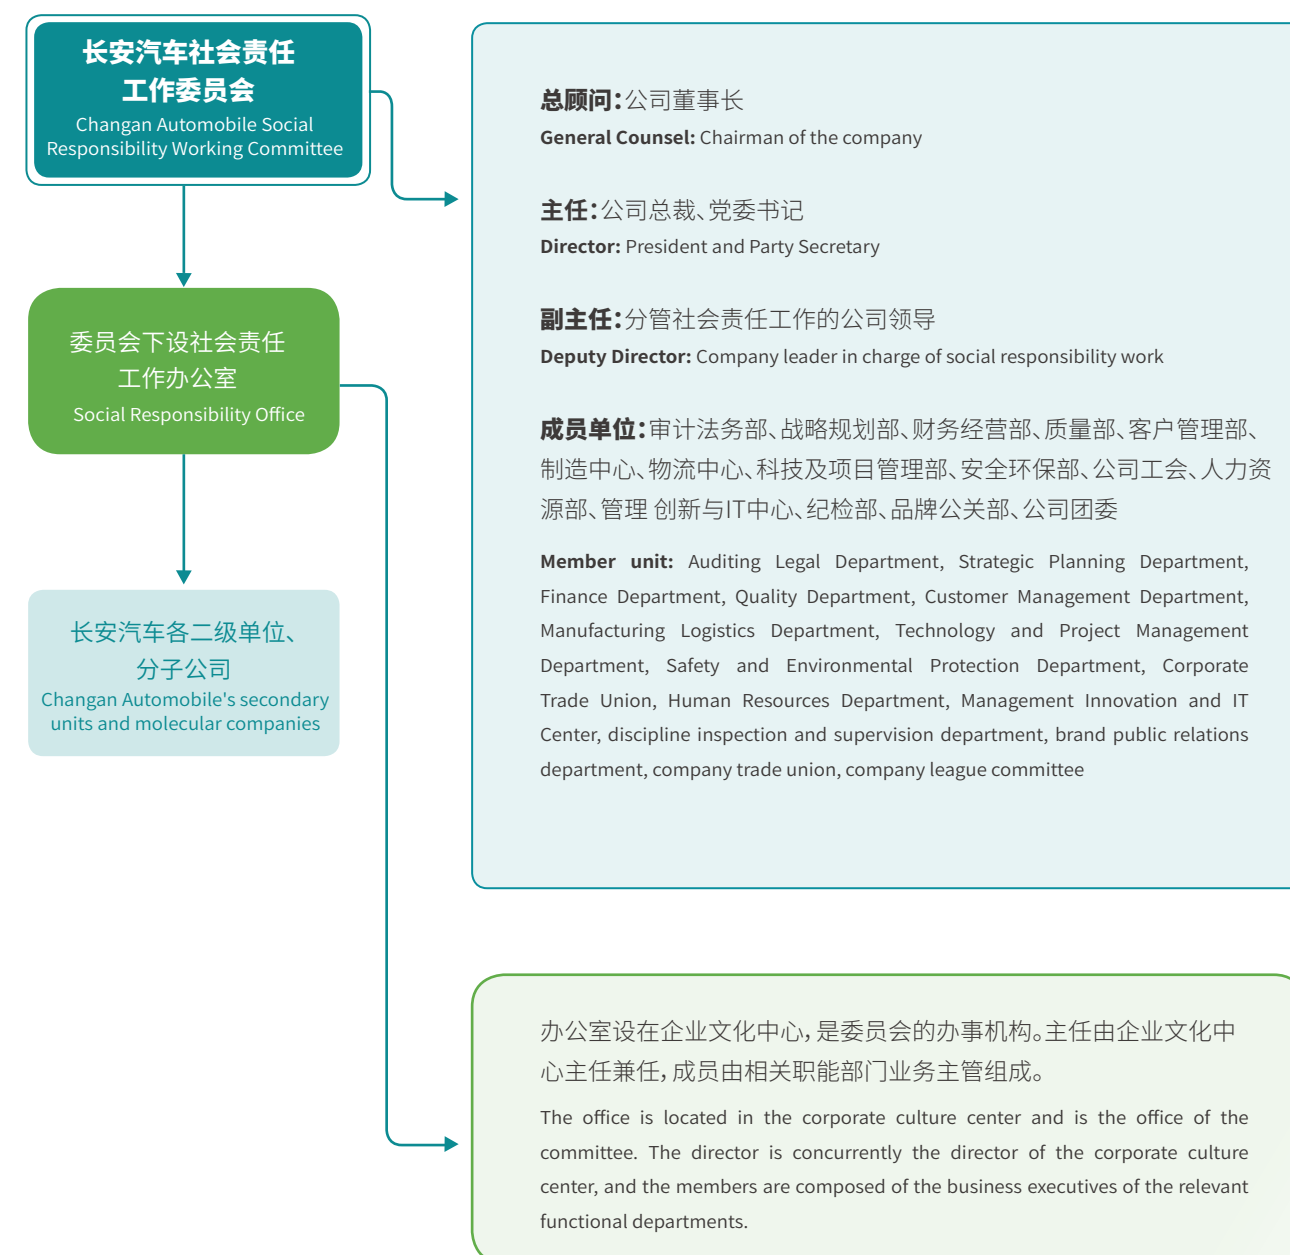 长安汽车社会责任
工作委员会
Changan Automobile Social
Responsibility Working Committee
委员会下设社会责任
工作办公室
Social Responsibility Office
长安汽车各二级单位、
分子公司
Changan Automobile's secondary
units and molecular companies
总顾问：公司董事长
General Counsel: Chairman of the company
主任：公司总裁、党委书记
Director: President and Party Secretary
副主任：分管社会责任工作的公司领导
Deputy Director: Company leader in charge of social responsibility work
成员单位：审计法务部、战略规划部、财务经营部、质量部、客户管理部、
制造中心、物流中心、科技及项目管理部、安全环保部、公司工会、人力资
源部、管理 创新与IT中心、纪检部、品牌公关部、公司团委
Member unit: Auditing Legal Department, Strategic Planning Department,
Finance Department, Quality Department, Customer Management Department,
Manufacturing Logistics Department, Technology and Project Management
Department, Safety and Environmental Protection Department, Corporate
Trade Union, Human Resources Department, Management Innovation and IT
Center, discipline inspection and supervision department, brand public relations
department, company trade union, company league committee
办公室设在企业文化中心，是委员会的办事机构。主任由企业文化中
心主任兼任，成员由相关职能部门业务主管组成。
The office is located in the corporate culture center and is the office of the
committee. The director is concurrently the director of the corporate culture
center, and the members are composed of the business executives of the relevant
functional departments.